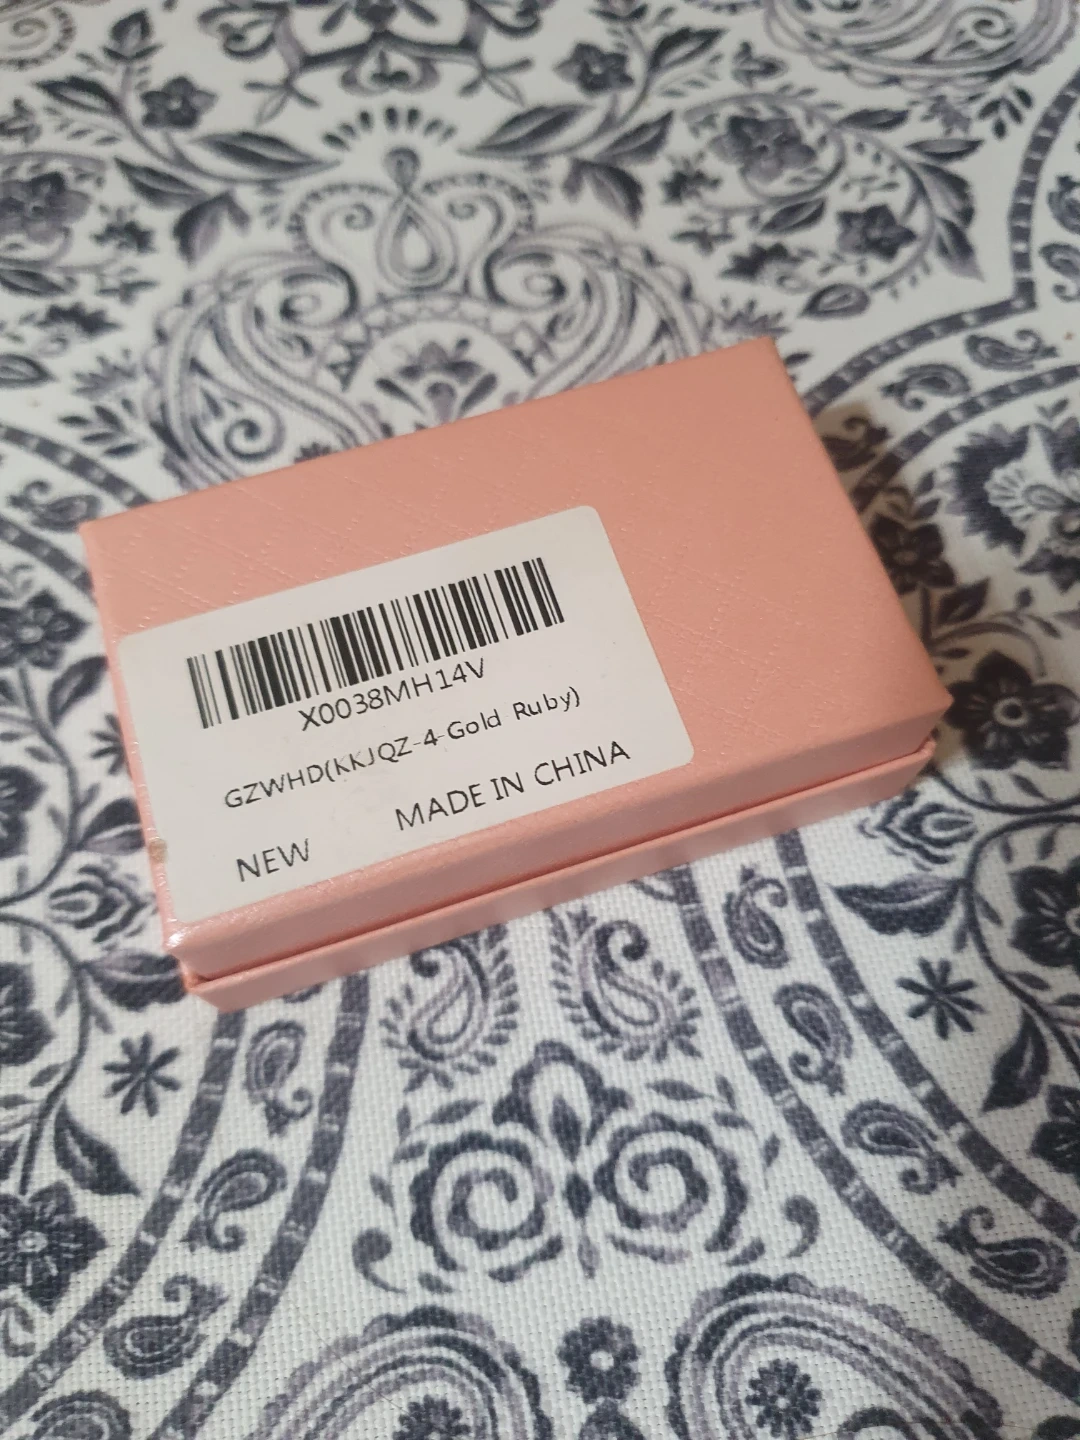 X0038MH14V
GZWHD(KKJQZ-4-Gold Ruby)
NEW MADE IN CHINA